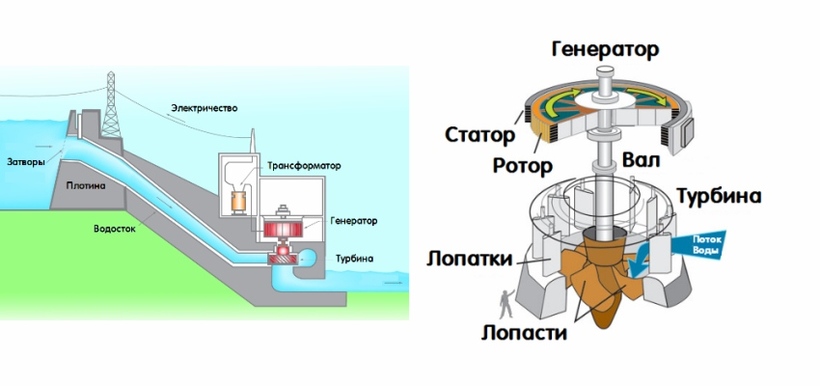 Электричество
Затворы
Трансформатор
Плотина
Генератор
Водосток
Турбина
Генератор
Статор
Ротор
Вал
Турбина
Поток
Воды
Лопатки
Лопасти